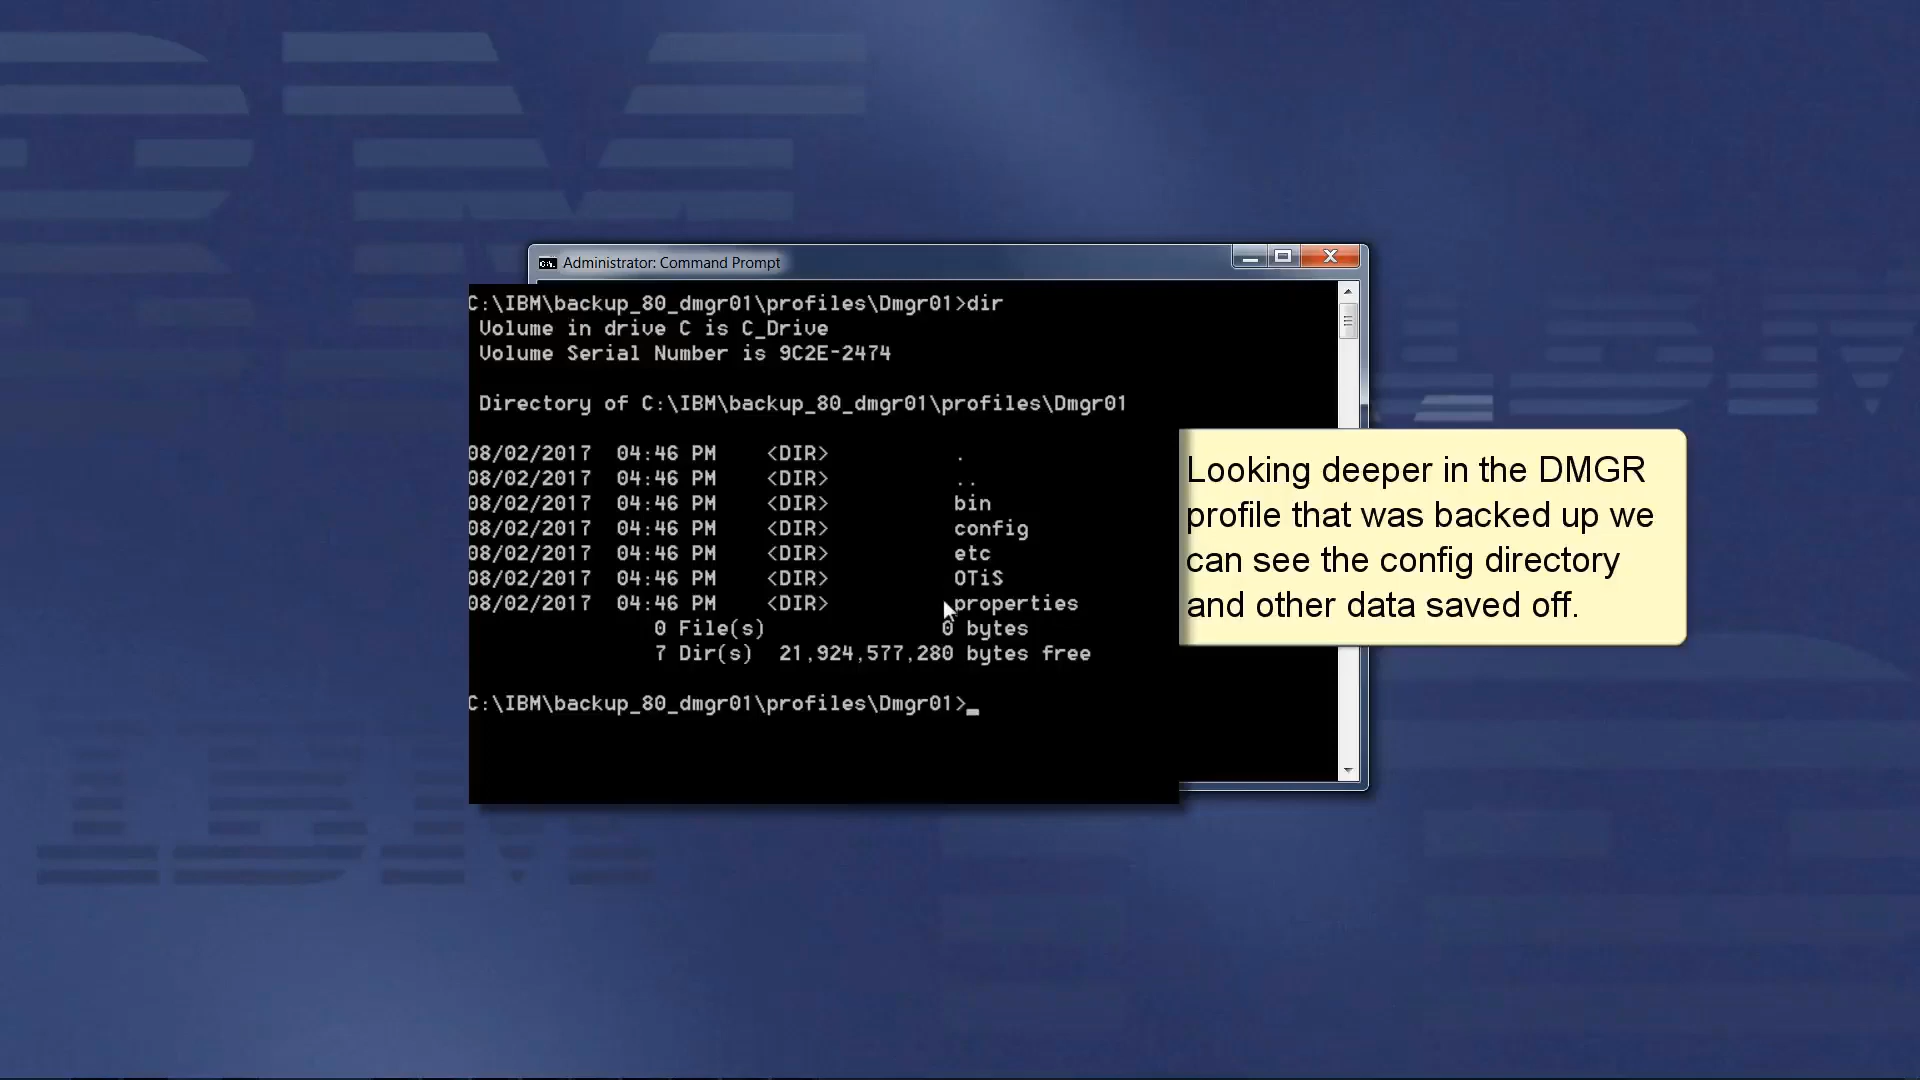 Administrator: Command Prompt
C:\IBM\backup_80_dmgr01\profiles\Dmgr01>dir
Volume in drive C is C_Drive
Volume Serial Number is 9C2E-2474
Directory of C:\IBM\backup_80_dmgr01\profiles\Dmgr01
08/02/2017 04:46 PM <DIR> .
08/02/2017 04:46 PM <DIR> ..
08/02/2017 04:46 PM <DIR> bin
08/02/2017 04:46 PM <DIR> config
08/02/2017 04:46 PM <DIR> etc
08/02/2017 04:46 PM <DIR> OTiS
08/02/2017 04:46 PM <DIR> properties
0 File(s) 0 bytes
7 Dir(s) 21,924,577,280 bytes free
C:\IBM\backup_80_dmgr01\profiles\Dmgr01>_
Looking deeper in the DMGR
profile that was backed up we
can see the config directory
and other data saved off.